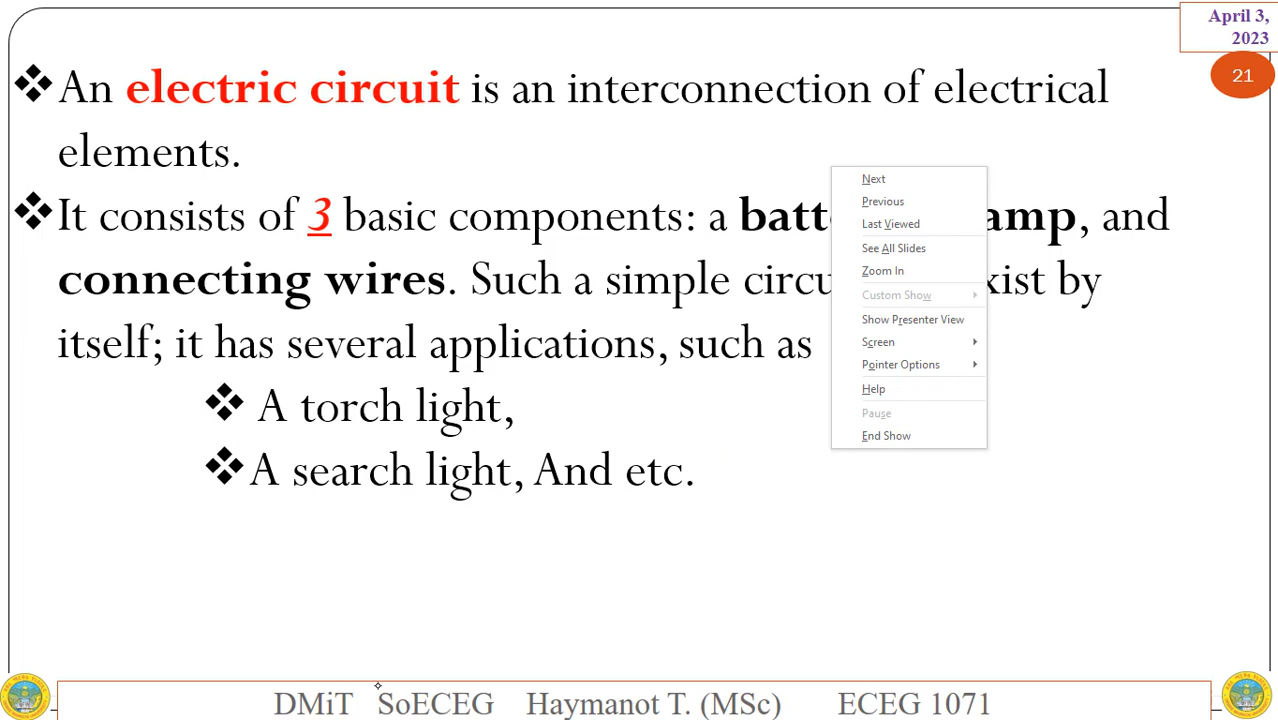 April 3,
2023
21
❖An electric circuit is an interconnection of electrical
elements.
❖It consists of 3 basic components: a batt amp, and
connecting wires. Such a simple circu xist by
itself; it has several applications, such as
❖ A torch light,
❖A search light, And etc.
Next
Previous
Last Viewed
See All Slides
Zoom In
Custom Show
Show Presenter View
Screen
Pointer Options
Help
Pause
End Show
DMiT SoECEG Haymanot T. (MSc) ECEG 1071